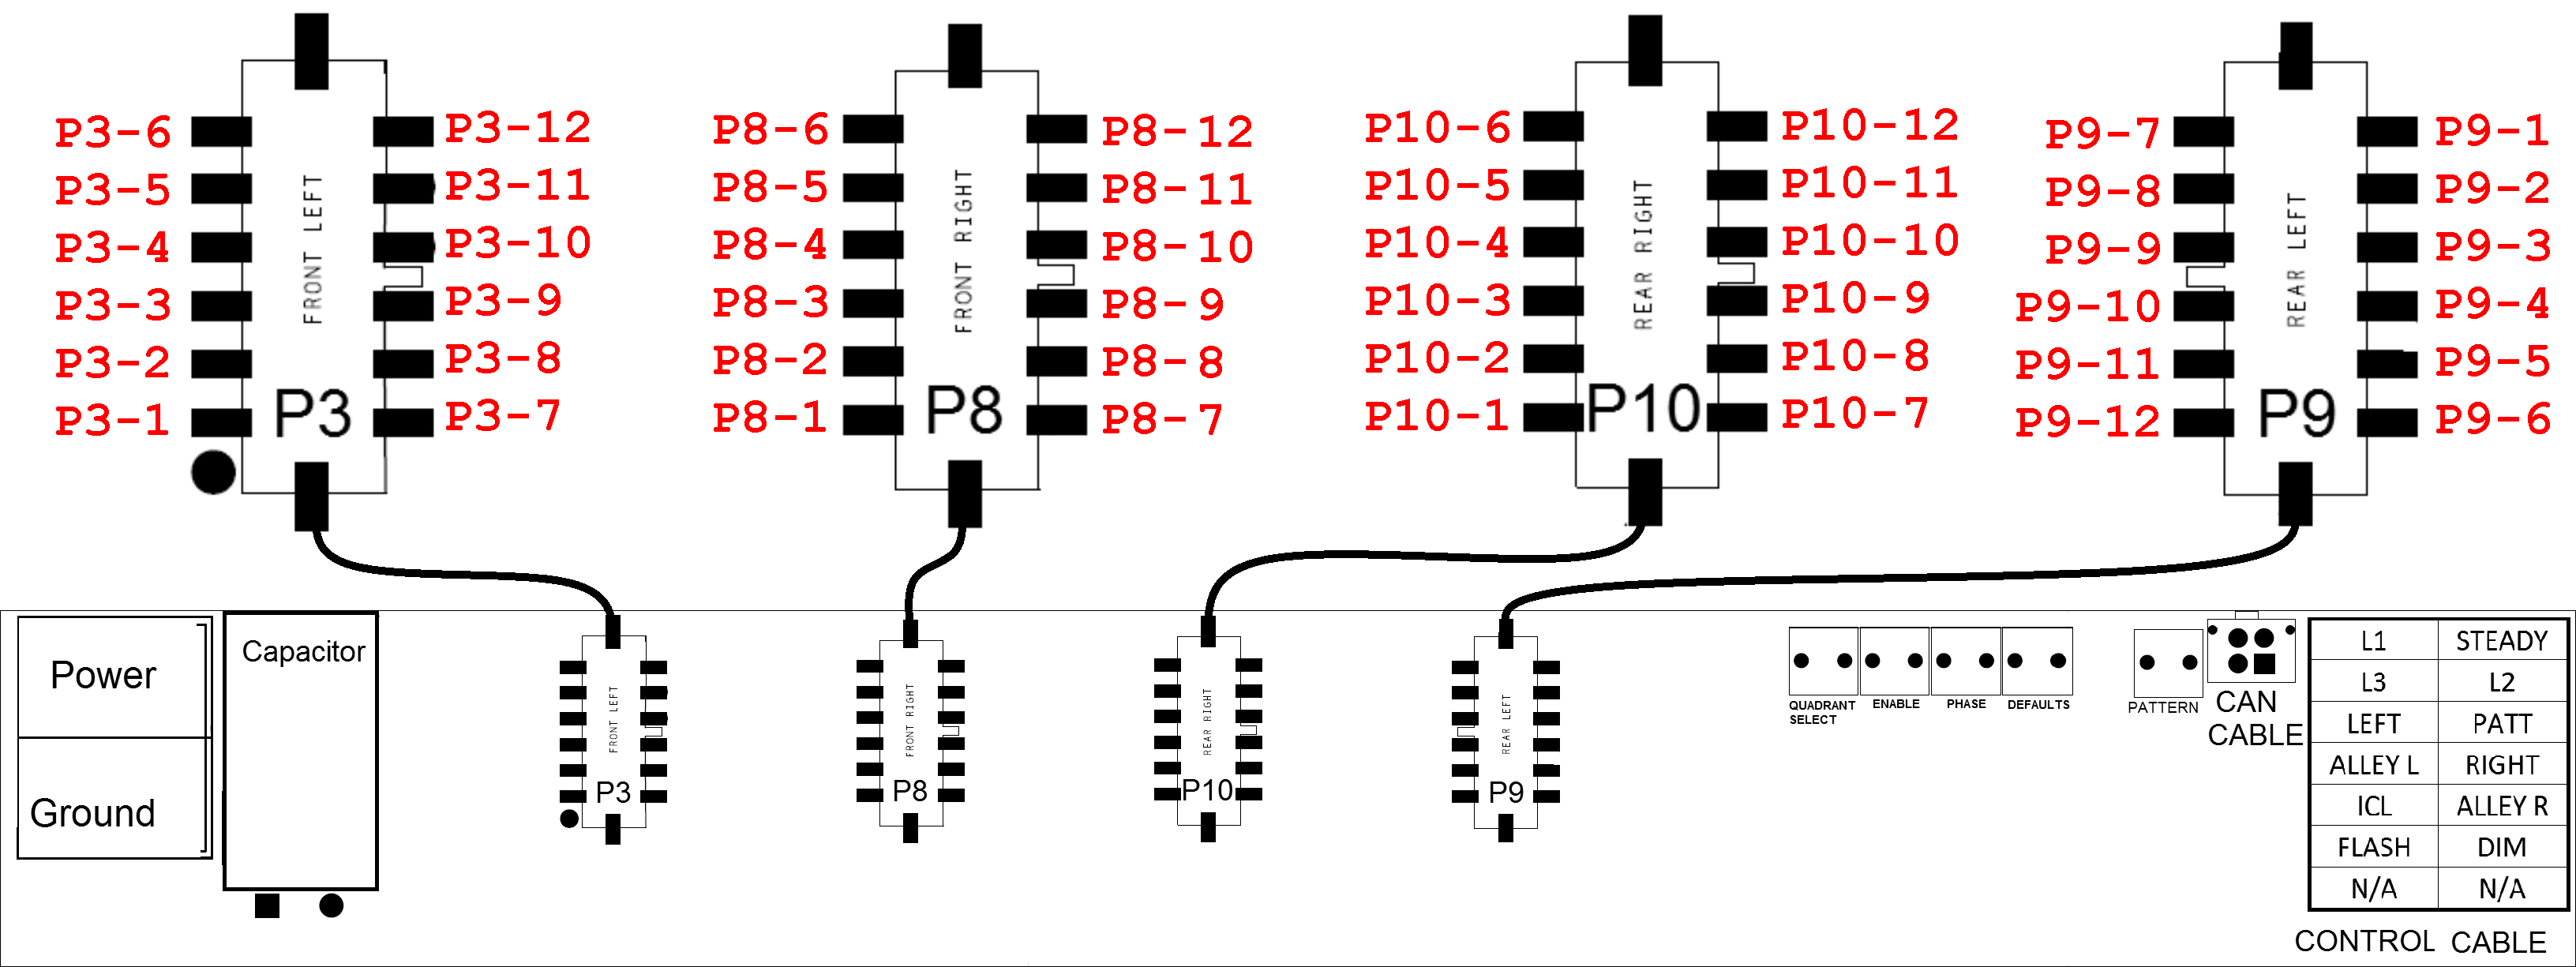 P3-6 P3-12
P3-5 P3-11
P3-4 P3-10
P3-3 P3-9
P3-2 P3-8
P3-1 P3-7
FRONT LEFT
P3
P8-6 P8-12
P8-5 P8-11
P8-4 P8-10
P8-3 P8-9
P8-2 P8-8
P8-1 P8-7
FRONT RIGHT
P8
P10-6 P10-12
P10-5 P10-11
P10-4 P10-10
P10-3 P10-9
P10-2 P10-8
P10-1 P10-7
REAR RIGHT
P10
P9-7 P9-1
P9-8 P9-2
P9-9 P9-3
P9-10 P9-4
P9-11 P9-5
P9-12 P9-6
REAR LEFT
P9
Power
Ground
Capacitor
FRONT LEFT
P3
FRONT RIGHT
P8
REAR RIGHT
P10
REAR LEFT
P9
QUADRANT
SELECT
ENABLE
PHASE
DEFAULTS
PATTERN
CAN
CABLE
L1 STEADY
L3 L2
LEFT PATT
ALLEY L RIGHT
ICL ALLEY R
FLASH DIM
N/A N/A
CONTROL CABLE